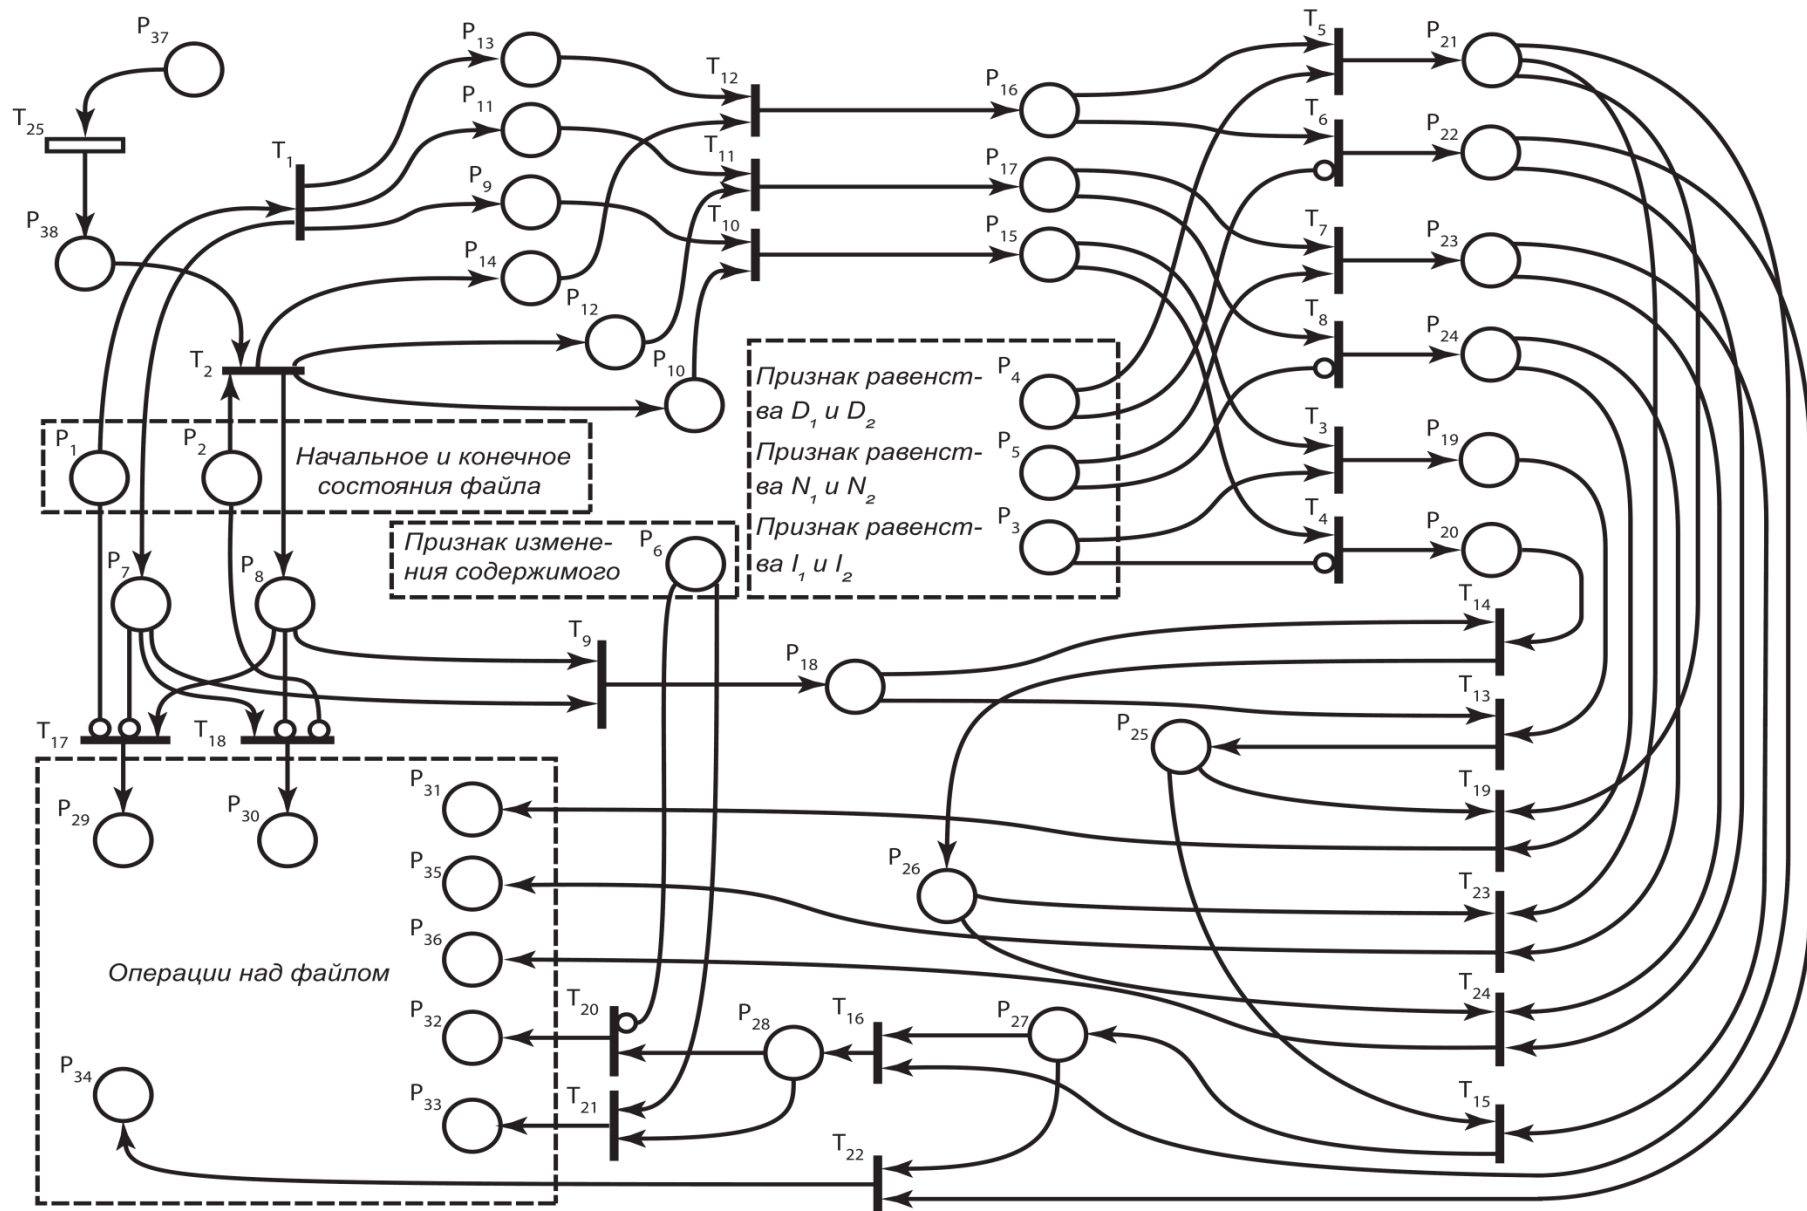 P37
P13
T12
P16
T5
P21
T25
P11
T6
P22
T1
T11
P17
P9
T7
P23
P38
T10
P15
P14
P12
T8
P24
T2
P10
P4
Признак равенст-
ва D1 и D2
P1
P2
Начальное и конечное
состояния файла
P5
Признак равенст-
ва N1 и N2
T3
P19
P3
Признак равенст-
ва I1 и I2
T4
P20
P6
Признак измене-
ния содержимого
P7
P8
T14
T9
P18
T13
T17
T18
P25
P31
T19
P29
P30
P35
P26
T23
P36
Операции над файлом
T24
P32
T20
P28
T16
P27
P34
P33
T21
T15
T22